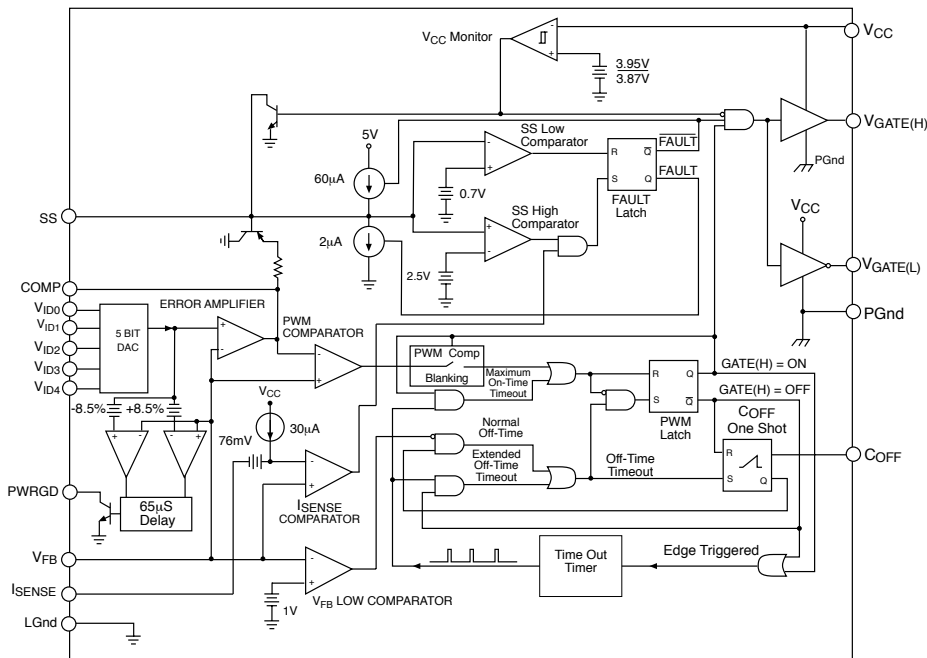 VCC
VCC Monitor
3.95V
3.87V
VGATE(H)
PGnd
5V
SS Low
Comparator
R
Q
FAULT
S
Q
FAULT
FAULT
Latch
60µA
0.7V
SS
SS High
Comparator
2µA
2.5V
VCC
VGATE(L)
COMP
ERROR AMPLIFIER
PGnd
VID0
VID1
VID2
VID3
VID4
5 BIT
DAC
PWM
COMPARATOR
PWM Comp
Blanking
Maximum
On-Time
Timeout
R
Q
GATE(H) = ON
S
Q
GATE(H) = OFF
PWM
Latch
-8.5%
+8.5%
VCC
30µA
76mV
Normal
Off-Time
Extended
Off-Time
Timeout
Off-Time
Timeout
COFF
One Shot
R
S
Q
COFF
PWRGD
65µS
Delay
ISENSE
COMPARATOR
VFB
Time Out
Timer
Edge Triggered
ISENSE
1V
VFB LOW COMPARATOR
LGnd